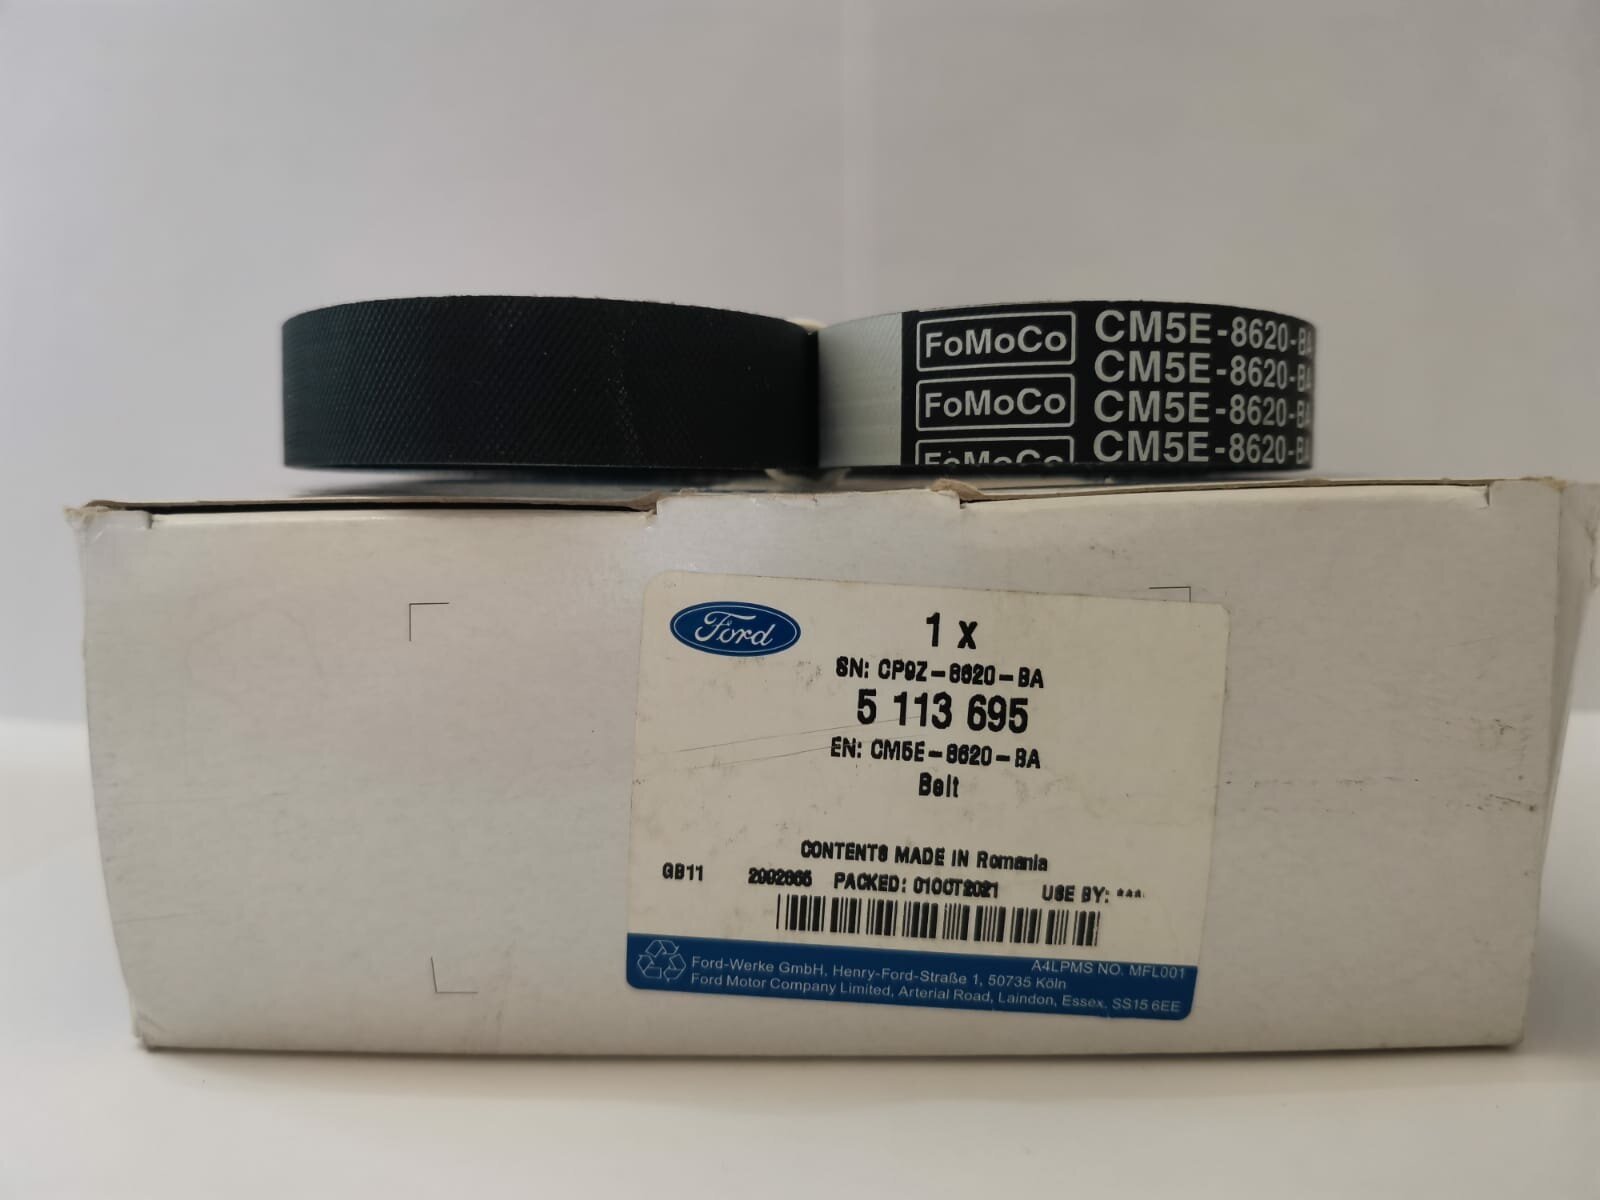 FoMoCo CM5E-8620-BA
CM5E-8620-BA
FoMoCo CM5E-8620-BA
FoMoCo CM5E-8620-BA
Ford
1 x
SN: CP9Z-8620-BA
5 113 695
EN: CM5E-8620-BA
Belt
CONTENTS MADE IN Romania
GB11 2992865 PACKED: 01OCT2021 USE BY: ***
A4LPMS NO. MFL001
Ford-Werke GmbH, Henry-Ford-Straße 1, 50735 Köln
Ford Motor Company Limited, Arterial Road, Laindon, Essex, SS15 6EE